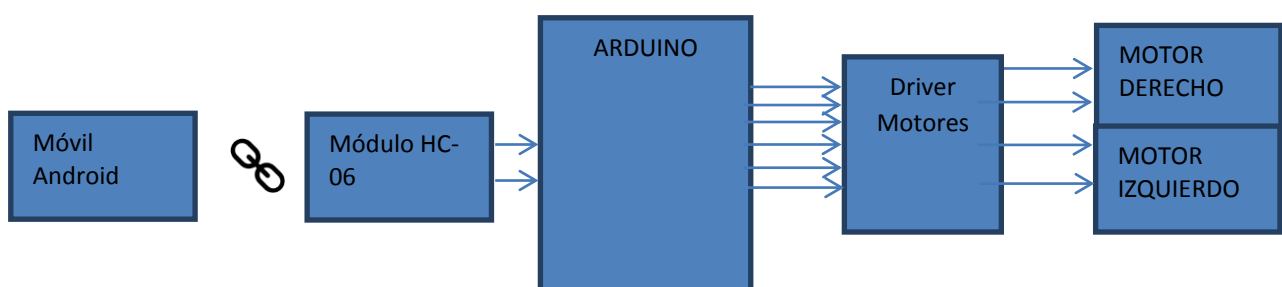 Móvil
Android
Módulo HC-
06
ARDUINO
Driver
Motores
MOTOR
DERECHO
MOTOR
IZQUIERDO